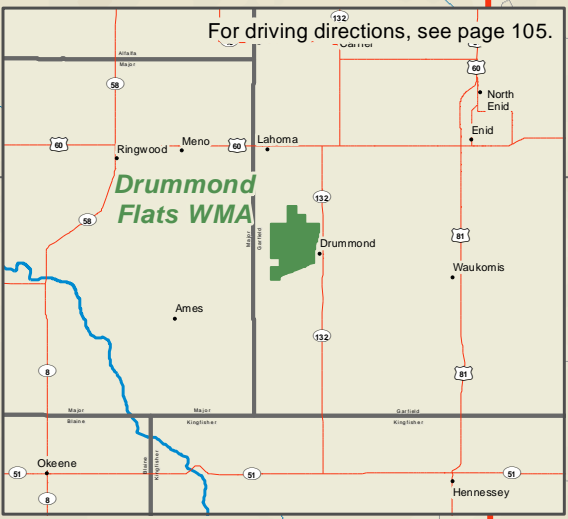 For driving directions, see page 105.
132
Carrier
Alfalfa
Major
60
58
North
Enid
Enid
60
Meno
60
Lahoma
Ringwood
Drummond
Flats WMA
132
58
81
Major
Garfield
Drummond
Waukomis
Ames
132
8
81
Major
Major
Garfield
Blaine
Kingfisher
Kingfisher
Blaine
Kingfisher
Okeene
51
51
51
8
Hennessey